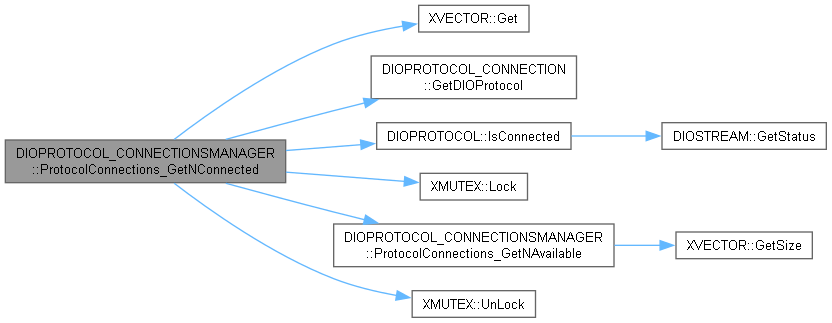 XVECTOR::Get
DIOPROTOCOL_CONNECTION
::GetDIOProtocol
DIOPROTOCOL_CONNECTIONSMANAGER
::ProtocolConnections_GetNConnected
DIOPROTOCOL::IsConnected
DIOSTREAM::GetStatus
XMUTEX::Lock
DIOPROTOCOL_CONNECTIONSMANAGER
::ProtocolConnections_GetNAvailable
XVECTOR::GetSize
XMUTEX::UnLock